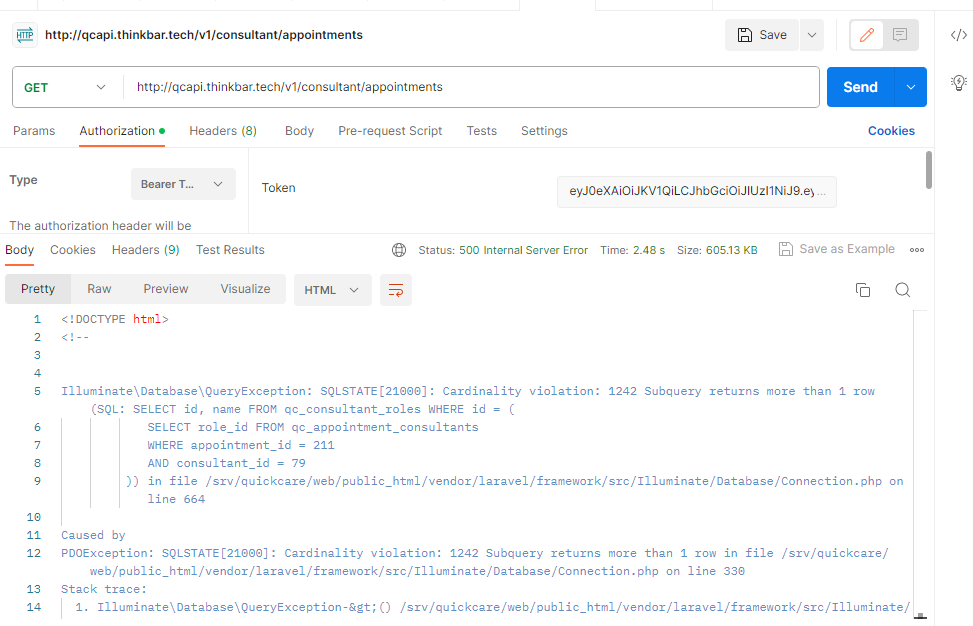 HTTP http://qcapi.thinkbar.tech/v1/consultant/appointments Save
GET http://qcapi.thinkbar.tech/v1/consultant/appointments Send
Params Authorization Headers (8) Body Pre-request Script Tests Settings Cookies
Type Bearer T... Token eyJ0eXAiOiJKV1QiLCJhbGciOiJIUzI1NiJ9.ey...
The authorization header will be
Body Cookies Headers (9) Test Results Status: 500 Internal Server Error Time: 2.48 s Size: 605.13 KB Save as Example
Pretty Raw Preview Visualize HTML
1 <!DOCTYPE html>
2 <!--
3
4
5 Illuminate\Database\QueryException: SQLSTATE[21000]: Cardinality violation: 1242 Subquery returns more than 1 row
(SQL: SELECT id, name FROM qc_consultant_roles WHERE id = (
6 SELECT role_id FROM qc_appointment_consultants
7 WHERE appointment_id = 211
8 AND consultant_id = 79
9 )) in file /srv/quickcare/web/public_html/vendor/laravel/framework/src/Illuminate/Database/Connection.php on
line 664
10
11 Caused by
12 PDOException: SQLSTATE[21000]: Cardinality violation: 1242 Subquery returns more than 1 row in file /srv/quickcare/
web/public_html/vendor/laravel/framework/src/Illuminate/Database/Connection.php on line 330
13 Stack trace:
14 1. Illuminate\Database\QueryException-&gt;() /srv/quickcare/web/public_html/vendor/laravel/framework/src/Illuminate/